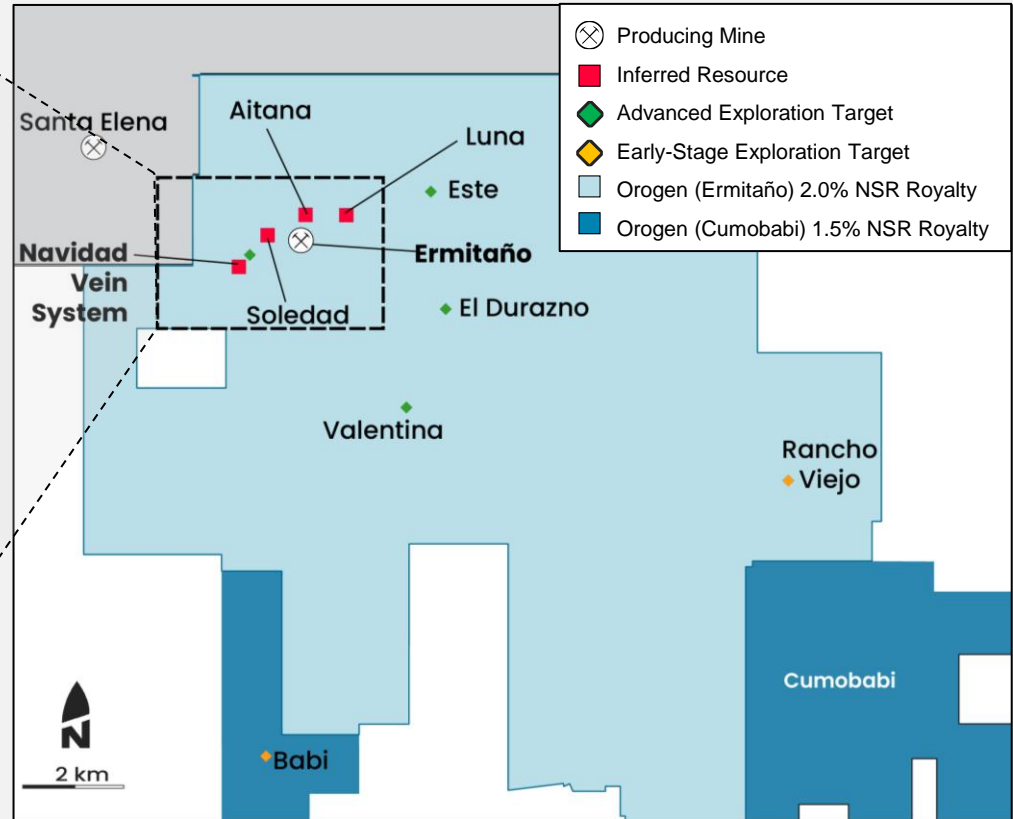 Producing Mine
Inferred Resource
Advanced Exploration Target
Early-Stage Exploration Target
Orogen (Ermitaño) 2.0% NSR Royalty
Orogen (Cumobabi) 1.5% NSR Royalty
Santa Elena
Aitana
Luna
Este
Navidad
Vein
System
Ermitaño
Soledad
El Durazno
Valentina
Rancho
Viejo
Cumobabi
Babi
N
2 km